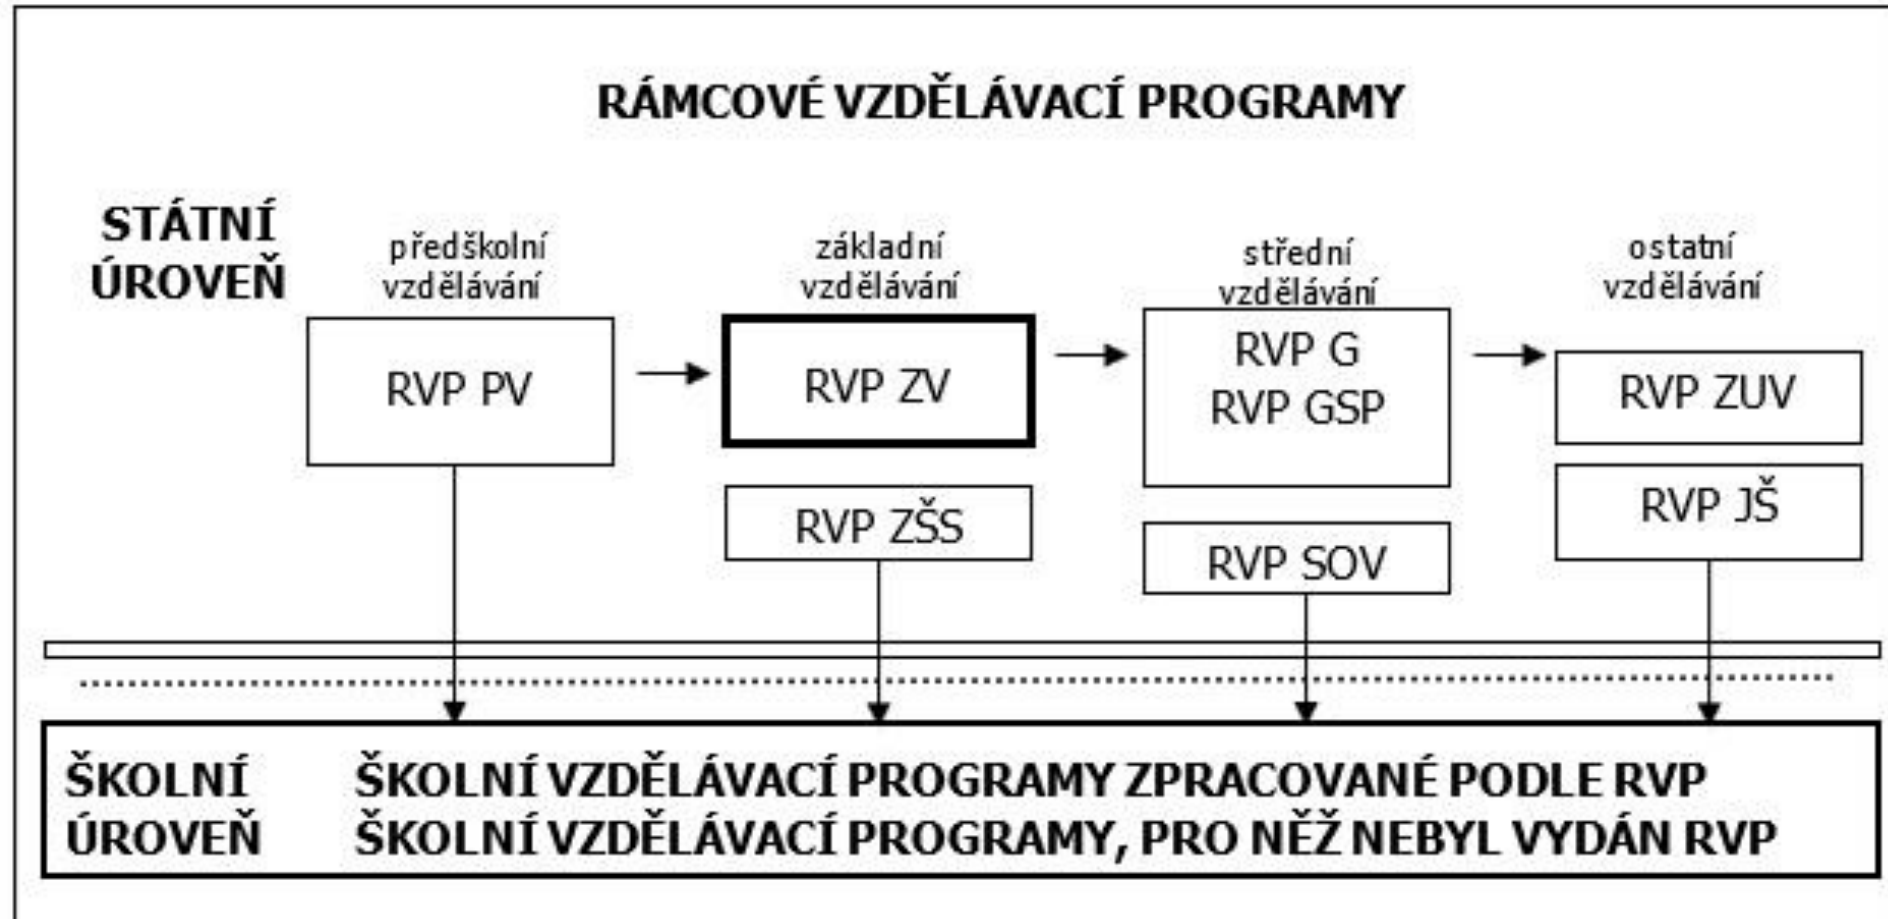 RÁMCOVÉ VZDĚLÁVACÍ PROGRAMY
STÁTNÍ
ÚROVEŇ
předškolní
vzdělávání
základní
vzdělávání
střední
vzdělávání
ostatní
vzdělávání
RVP PV
RVP ZV
RVP ZŠS
RVP G
RVP GSP
RVP SOV
RVP ZUV
RVP JŠ
ŠKOLNÍ
ÚROVEŇ
ŠKOLNÍ VZDĚLÁVACÍ PROGRAMY ZPRACOVANÉ PODLE RVP
ŠKOLNÍ VZDĚLÁVACÍ PROGRAMY, PRO NĚŽ NEBYL VYDÁN RVP